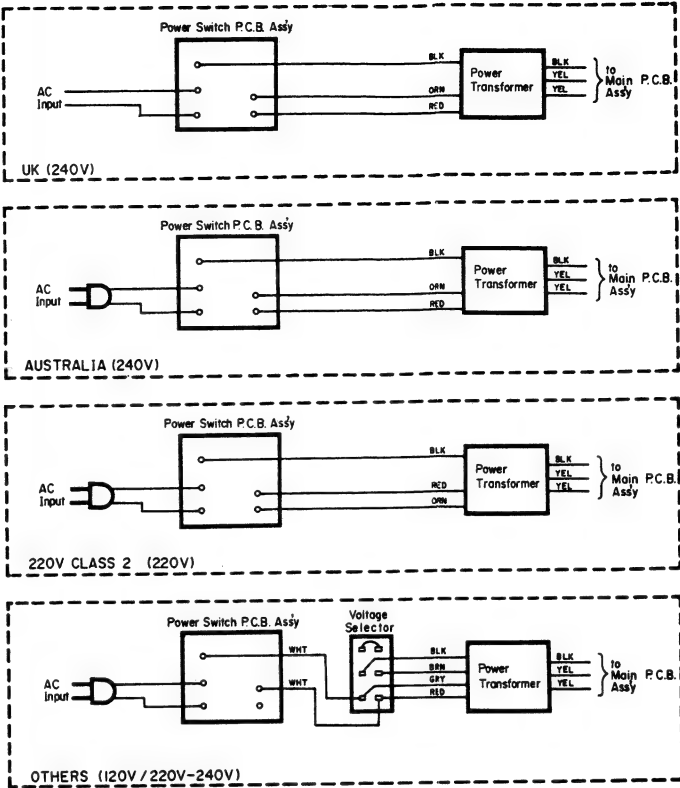 Power Switch P.C.B. Ass'y
AC
Input
BLK
ORN
RED
Power
Transformer
BLK
YEL
YEL
to
Main P.C.B.
Ass'y
UK (240V)
Power Switch P.C.B. Ass'y
AC
Input
BLK
ORN
RED
Power
Transformer
BLK
YEL
YEL
to
Main P.C.B.
Ass'y
AUSTRALIA (240V)
Power Switch P.C.B. Ass'y
AC
Input
BLK
RED
ORN
Power
Transformer
BLK
YEL
YEL
to
Main P.C.B.
Ass'y
220V CLASS 2 (220V)
Power Switch P.C.B. Ass'y
Voltage
Selector
AC
Input
WHT
WHT
BLK
BRN
GRY
RED
Power
Transformer
BLK
YEL
YEL
to
Main P.C.B.
Ass'y
OTHERS (120V/220V-240V)